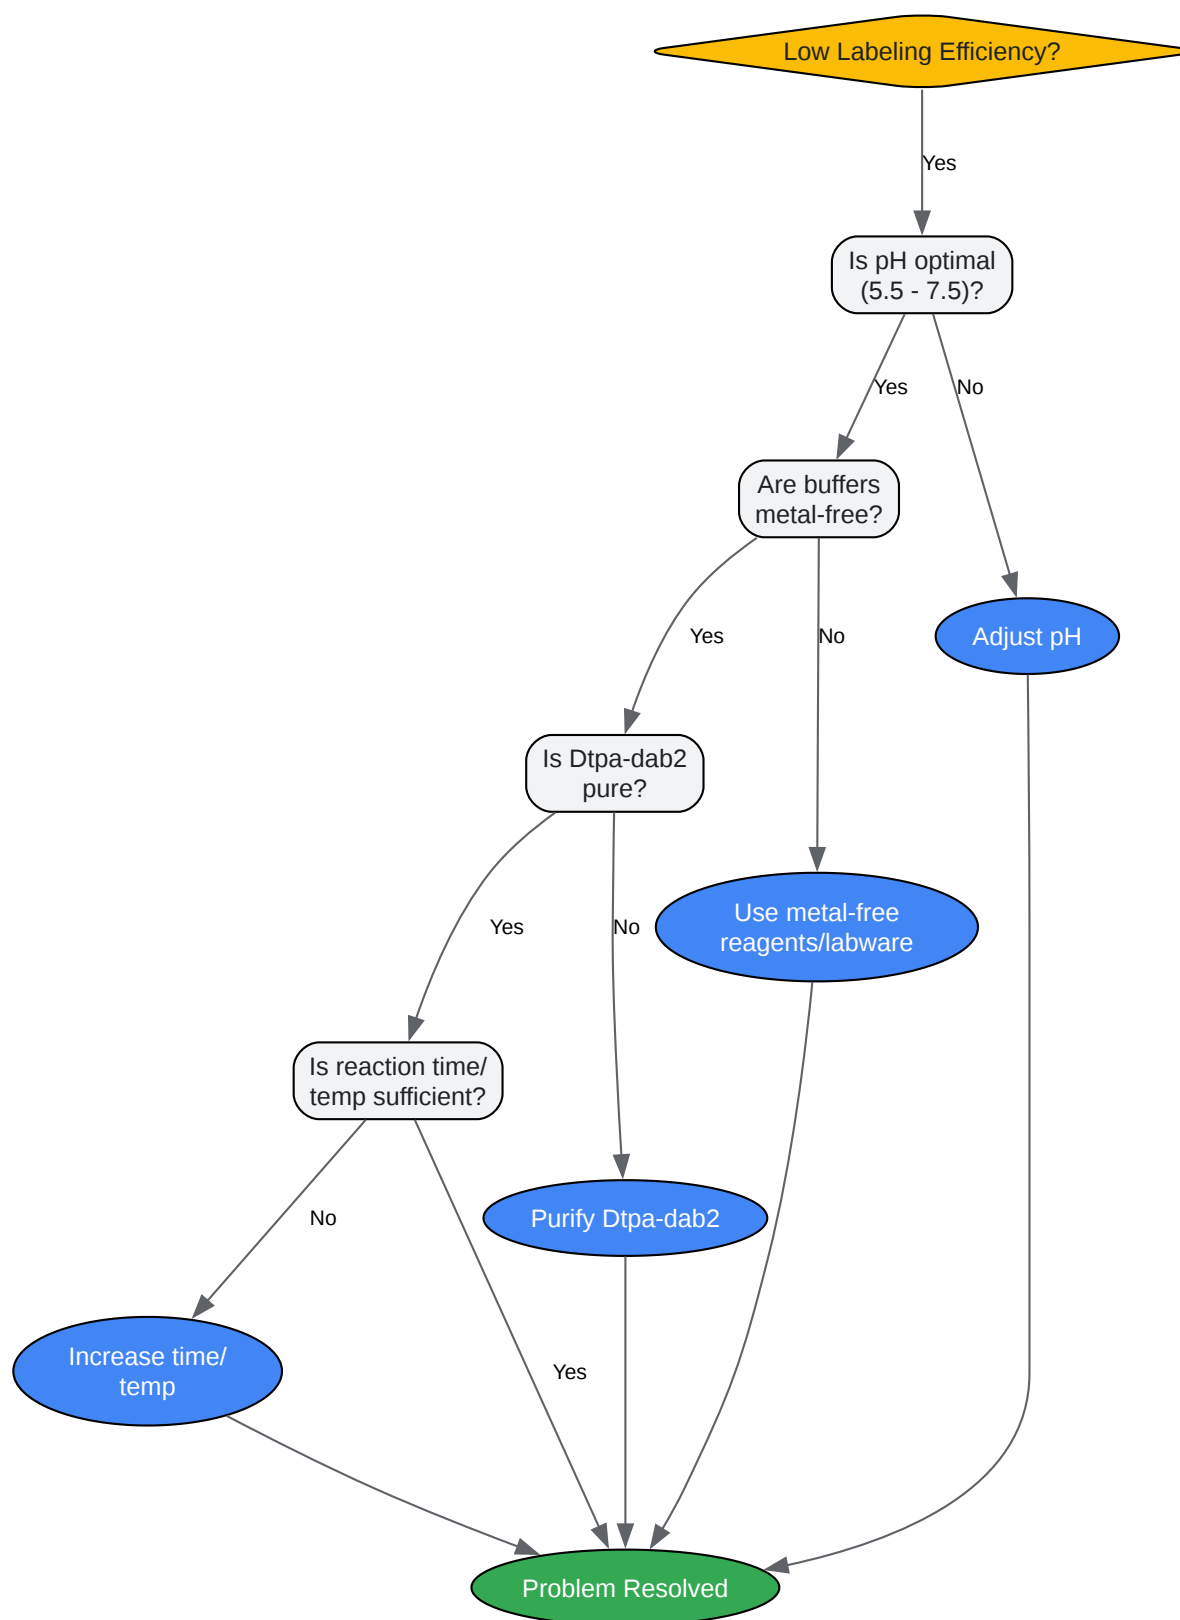 Low Labeling Efficiency?
Yes
Is pH optimal
(5.5 - 7.5)?
Yes
No
Are buffers
metal-free?
Yes
No
Adjust pH
Is Dtpa-dab2
pure?
Yes
No
Use metal-free
reagents/labware
Is reaction time/
temp sufficient?
No
Purify Dtpa-dab2
Increase time/
temp
Yes
Problem Resolved